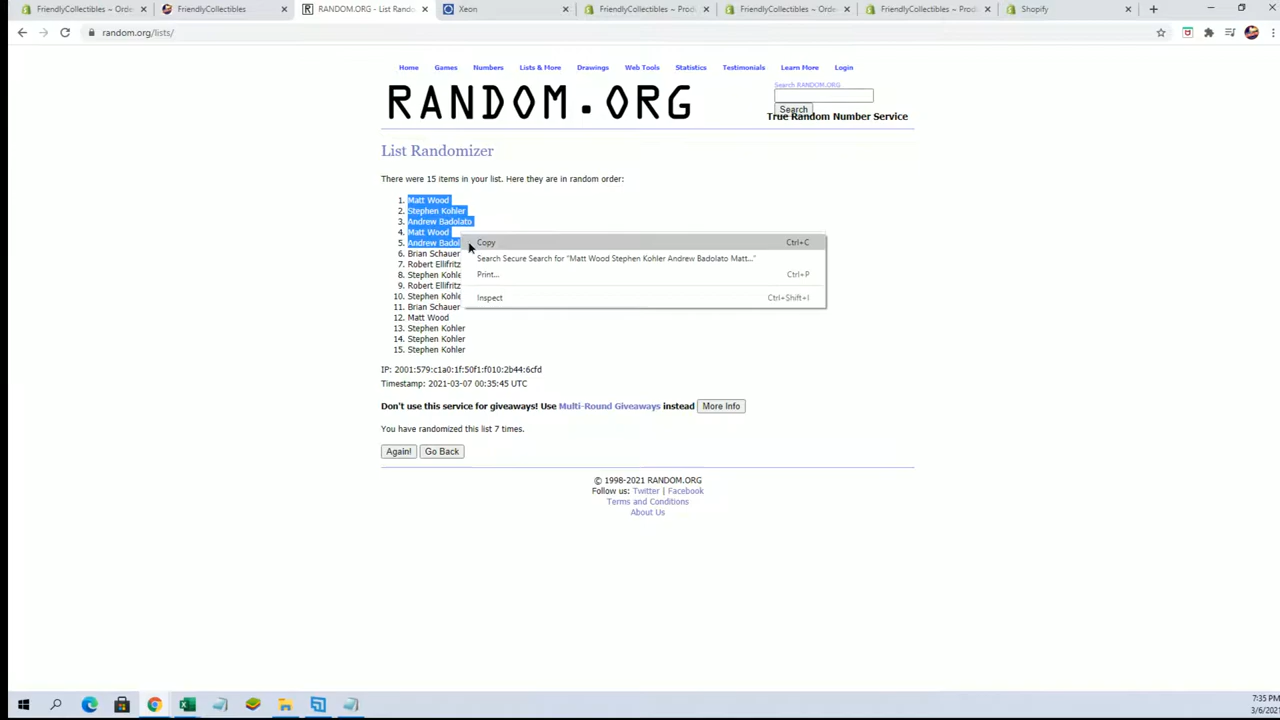 FriendlyCollectibles ~ Orde
FriendlyCollectibles
RANDOM.ORG - List Rando
Xeon
FriendlyCollectibles ~ Prod
FriendlyCollectibles ~ Orde
FriendlyCollectibles ~ Produ
Shopify
random.org/lists/
Home Games Numbers Lists & More Drawings Web Tools Statistics Testimonials Learn More Login
Search RANDOM.ORG
RANDOM.ORG
Search
True Random Number Service
List Randomizer
There were 15 items in your list. Here they are in random order:
1. Matt Wood
2. Stephen Kohler
3. Andrew Badolato
4. Matt Wood
5. Andrew Badol
6. Brian Schauer
7. Robert Ellifritz
8. Stephen Kohle
9. Robert Ellifritz
10. Stephen Kohle
11. Brian Schauer
12. Matt Wood
13. Stephen Kohler
14. Stephen Kohler
15. Stephen Kohler
Copy Ctrl+C
Search Secure Search for "Matt Wood Stephen Kohler Andrew Badolato Matt..."
Print... Ctrl+P
Inspect Ctrl+Shift+I
IP: 2001:579:c1a0:1f:50f1:f010:2b44:6cfd
Timestamp: 2021-03-07 00:35:45 UTC
Don't use this service for giveaways! Use Multi-Round Giveaways instead More Info
You have randomized this list 7 times.
Again! Go Back
© 1998-2021 RANDOM.ORG
Follow us: Twitter | Facebook
Terms and Conditions
About Us
7:35 PM
3/6/2021